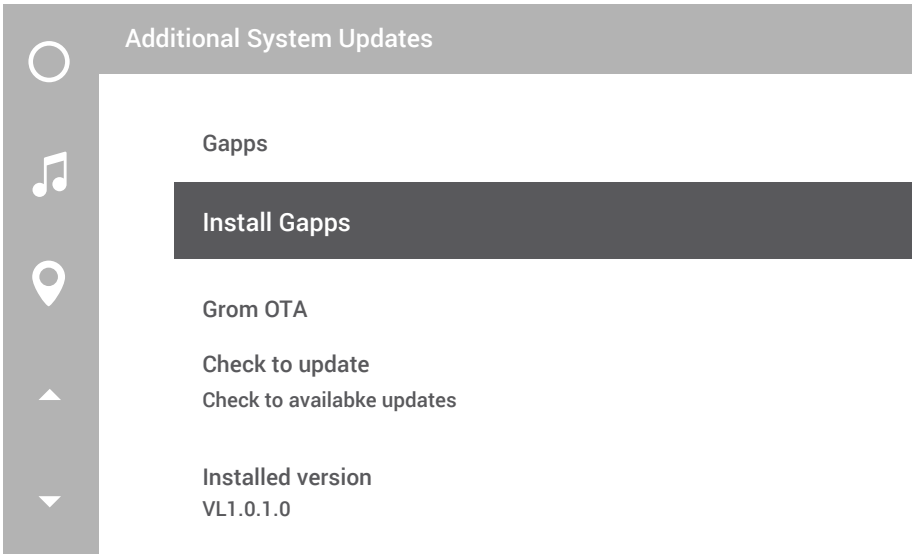 Additional System Updates
Gapps
Install Gapps
Grom OTA
Check to update
Check to availabke updates
Installed version
VL1.0.1.0